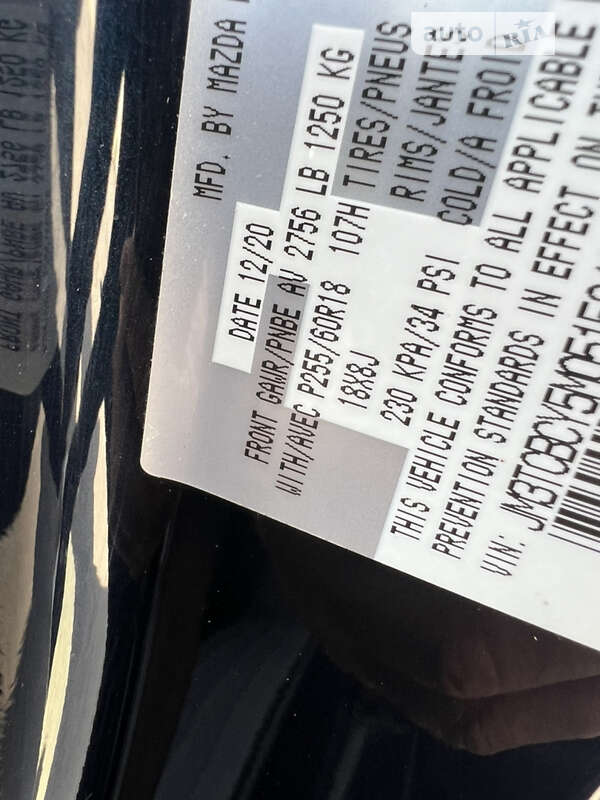 auto RIA
MFD. BY MAZDA
DATE 12/20
FRONT GAWR/PNBE AV 2756 LB 1250 KG
WITH/AVEC P255/60R18 107H TIRES/PNEUS
18X8J RIMS/JANTE
230 KPA/34 PSI COLD/A FROI
THIS VEHICLE CONFORMS TO ALL APPLICABLE
PREVENTION STANDARDS IN EFFECT ON
VIN: JM3TCBCY5M051